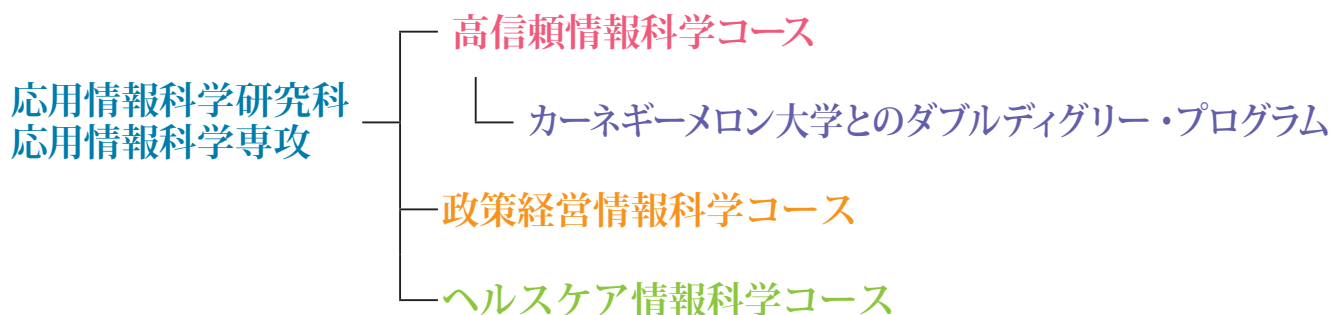 高信頼情報科学コース
応用情報科学研究科
応用情報科学専攻
カーネギーメロン大学とのダブルディグリー・プログラム
政策経営情報科学コース
ヘルスケア情報科学コース